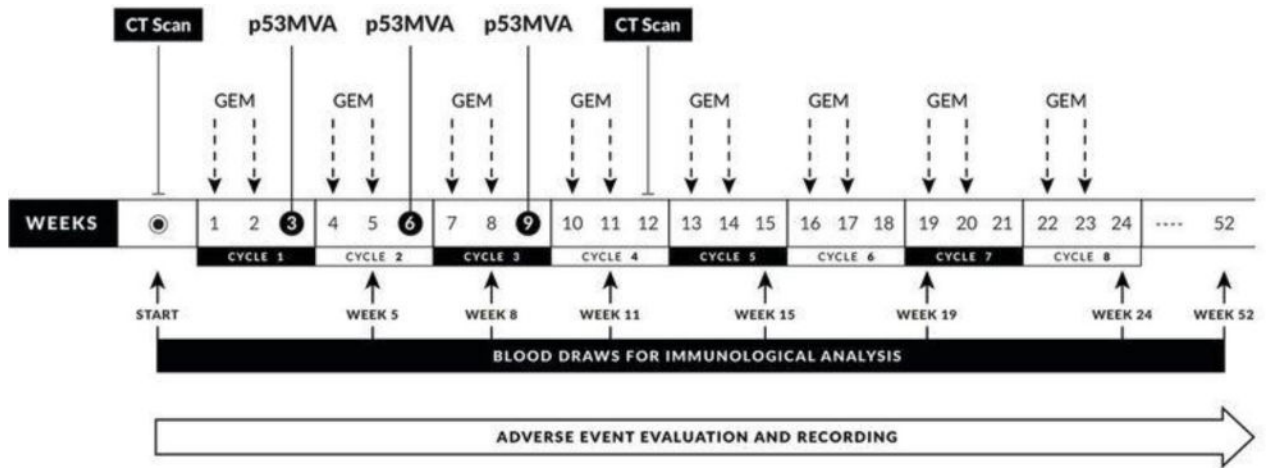 CT Scan p53MVA p53MVA p53MVA CT Scan
GEM GEM GEM GEM GEM GEM GEM GEM
WEEKS 1 2 3 4 5 6 7 8 9 10 11 12 13 14 15 16 17 18 19 20 21 22 23 24 ---- 52
CYCLE 1 CYCLE 2 CYCLE 3 CYCLE 4 CYCLE 5 CYCLE 6 CYCLE 7 CYCLE 8
START WEEK 5 WEEK 8 WEEK 11 WEEK 15 WEEK 19 WEEK 24 WEEK 52
BLOOD DRAWS FOR IMMUNOLOGICAL ANALYSIS
ADVERSE EVENT EVALUATION AND RECORDING